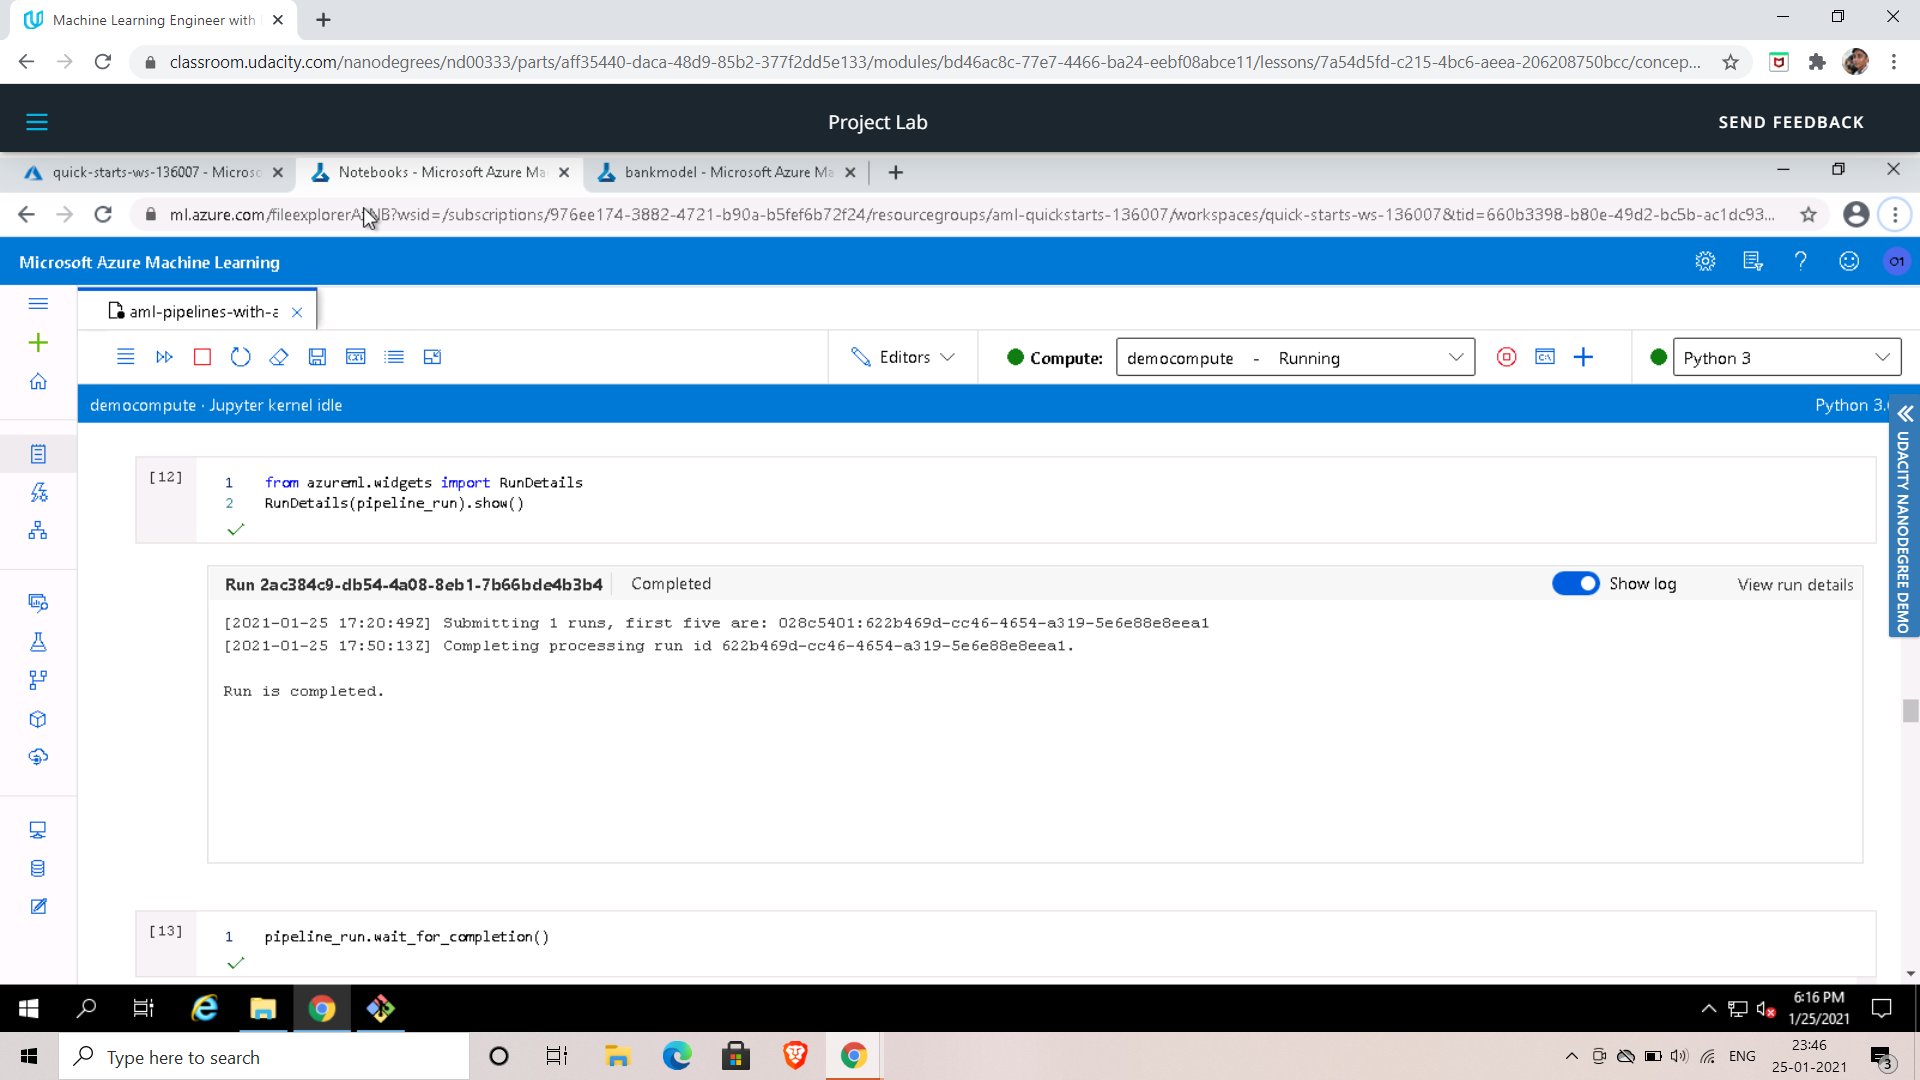 Machine Learning Engineer with
classroom.udacity.com/nanodegrees/nd00333/parts/aff35440-daca-48d9-85b2-377f2dd5e133/modules/bd46ac8c-77e7-4466-ba24-eebf08abce11/lessons/7a54d5fd-c215-4bc6-aeea-206208750bcc/concep...
Project Lab
SEND FEEDBACK
quick-starts-ws-136007 - Microso
Notebooks - Microsoft Azure Ma
bankmodel - Microsoft Azure Ma
ml.azure.com/fileexplorerAzNB?wsid=/subscriptions/976ee174-3882-4721-b90a-b5fef6b72f24/resourcegroups/aml-quickstarts-136007/workspaces/quick-starts-ws-136007&tid=660b3398-b80e-49d2-bc5b-ac1dc93...
Microsoft Azure Machine Learning
O1
aml-pipelines-with-a
Editors
Compute:
democompute - Running
Python 3
democompute · Jupyter kernel idle
Python 3.
UDACITY NANODEGREE DEMO
[12]
1 from azureml.widgets import RunDetails
2 RunDetails(pipeline_run).show()
Run 2ac384c9-db54-4a08-8eb1-7b66bde4b3b4
Completed
Show log
View run details
[2021-01-25 17:20:49Z] Submitting 1 runs, first five are: 028c5401:622b469d-cc46-4654-a319-5e6e88e8eea1
[2021-01-25 17:50:13Z] Completing processing run id 622b469d-cc46-4654-a319-5e6e88e8eea1.
Run is completed.
[13]
1 pipeline_run.wait_for_completion()
6:16 PM
1/25/2021
Type here to search
ENG
23:46
25-01-2021
3